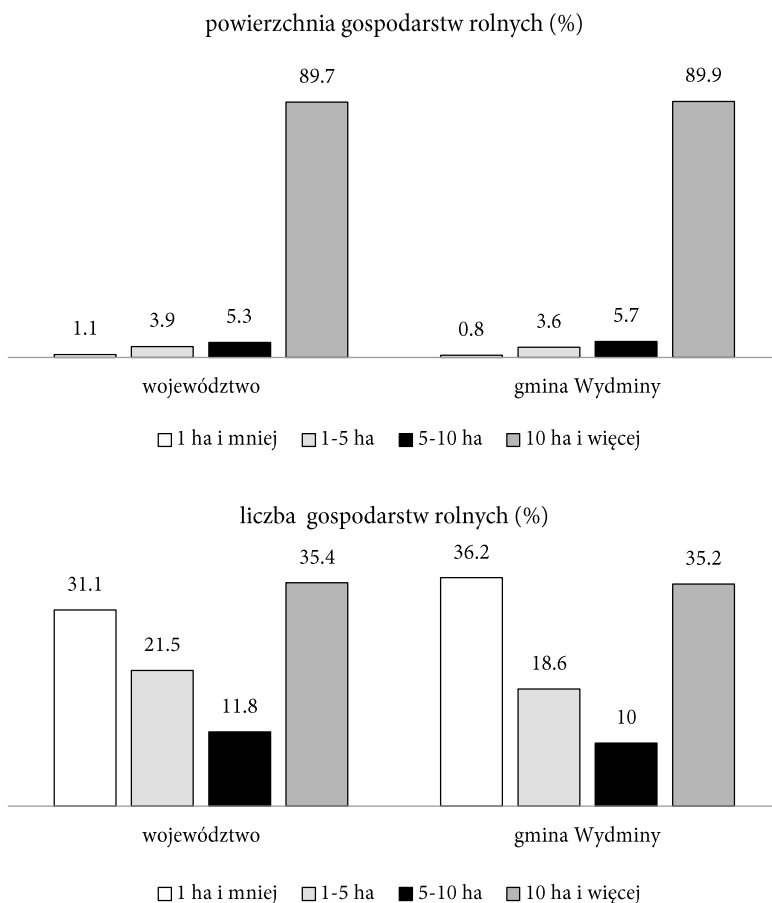 powierzchnia gospodarstw rolnych (%)
89.7
89.9
1.1
3.9
5.3
0.8
3.6
5.7
województwo
gmina Wydminy
1 ha i mniej
1-5 ha
5-10 ha
10 ha i więcej
liczba gospodarstw rolnych (%)
31.1
21.5
11.8
35.4
36.2
18.6
10
35.2
województwo
gmina Wydminy
1 ha i mniej
1-5 ha
5-10 ha
10 ha i więcej